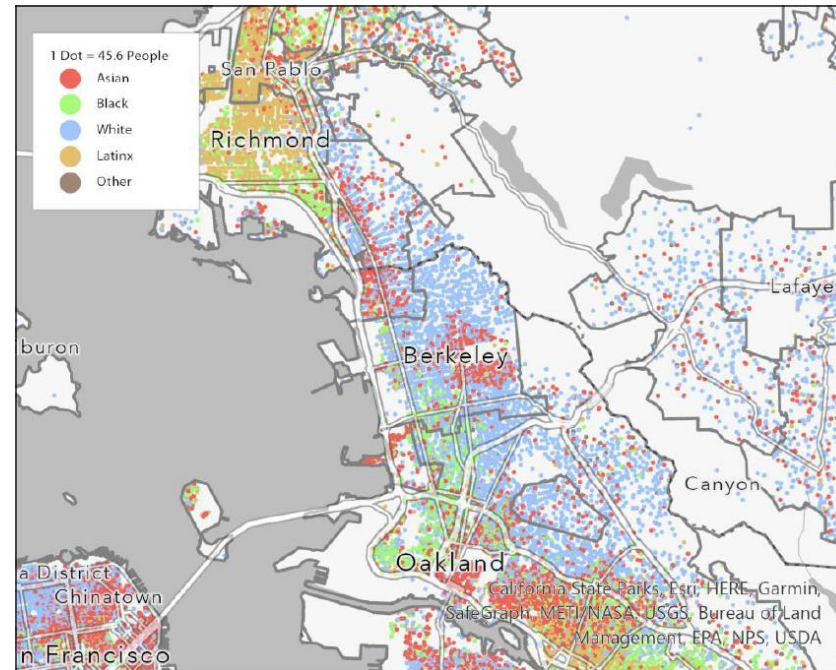 1 Dot = 45.6 People
Asian
Black
White
Latinx
Other
San Pablo
Richmond
Lafaye
buron
Berkeley
Canyon
Oakland
a District
Chinatown
n Francisco
California State Parks, Esri, HERE, Garmin,
SafeGraph, METI/NASA, USGS, Bureau of Land
Management, EPA, NPS, USDA